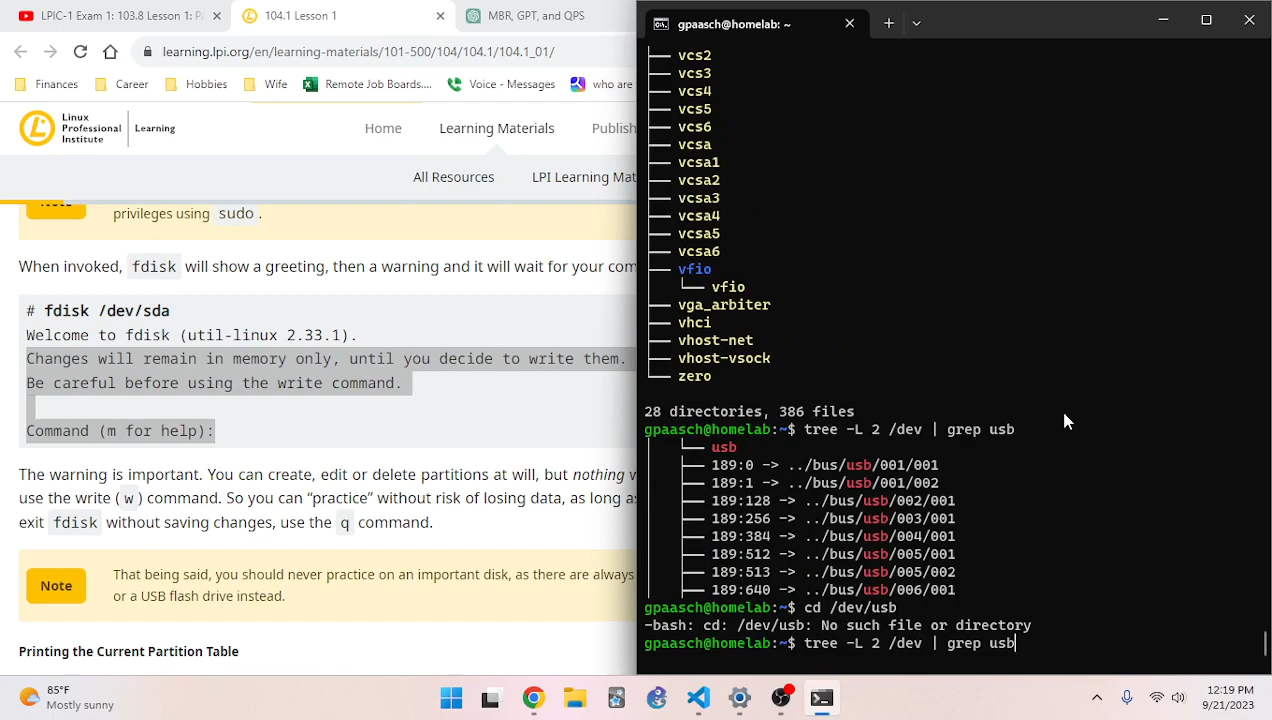 LPIC-1 Exam 1: 103.8 Lesson 1: Pa
104.1 Lesson 1
MBR, GPT, and QPS
learning.lpi.org/en/learning-materials/101-500/104/104.1/104.1_01/
Finances
Career
Hobbies
Wife
Remote Job Boards....
Voice - Messages
who are
Linux
Professional
Institute
Learning
Home
Learning Materials
Publish
All Resources
LPI Learning Mat
Note
privileges using sudo .
When invoked, fdisk will show a greeting, then a warning and it will wait for your com
# fdisk /dev/sda
Welcome to fdisk (util-linux 2.33.1).
Changes will remain in memory only, until you decide to write them.
Be careful before using the write command.
Command (m for help):
The warning is important. You can create, edit or delete partitions at will, but nothing w
use the write (w) command. So you can “practice” without risk of losing data, as long as
exit fdisk without seving changes, use the q command.
Note
That being said, you should never practice on an important disk, as there are always
or a USB flash drive instead.
Printing the Current Partition Table
gpaasch@homelab: ~
├── vcs2
├── vcs3
├── vcs4
├── vcs5
├── vcs6
├── vcsa
├── vcsa1
├── vcsa2
├── vcsa3
├── vcsa4
├── vcsa5
├── vcsa6
├── vfio
│   └── vfio
├── vga_arbiter
├── vhci
├── vhost-net
├── vhost-vsock
└── zero
28 directories, 386 files
gpaasch@homelab:~$ tree -L 2 /dev | grep usb
│   └── usb
│   ├── 189:0 -> ../bus/usb/001/001
│   ├── 189:1 -> ../bus/usb/001/002
│   ├── 189:128 -> ../bus/usb/002/001
│   ├── 189:256 -> ../bus/usb/003/001
│   ├── 189:384 -> ../bus/usb/004/001
│   ├── 189:512 -> ../bus/usb/005/001
│   ├── 189:513 -> ../bus/usb/005/002
│   ├── 189:640 -> ../bus/usb/006/001
gpaasch@homelab:~$ cd /dev/usb
-bash: cd: /dev/usb: No such file or directory
gpaasch@homelab:~$ tree -L 2 /dev | grep usb
85°F
Mostly sunny
12:19 PM
9/21/2023